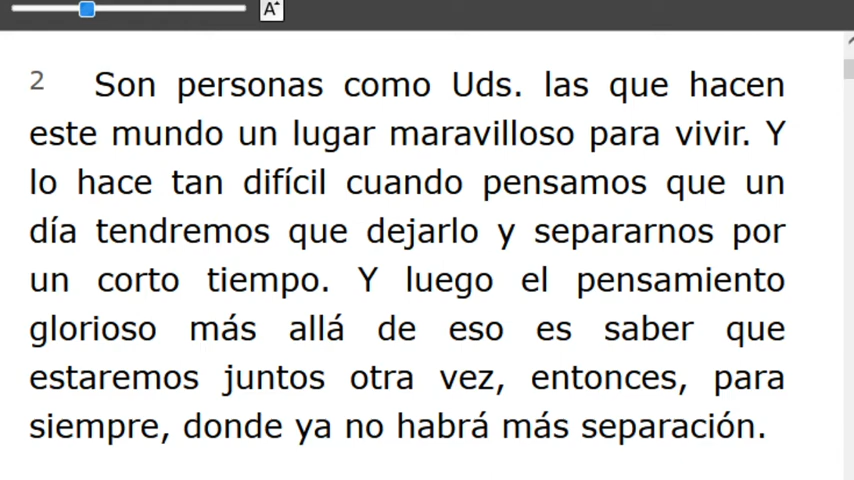 A
2 Son personas como Uds. las que hacen
este mundo un lugar maravilloso para vivir. Y
lo hace tan difícil cuando pensamos que un
día tendremos que dejarlo y separarnos por
un corto tiempo. Y luego el pensamiento
glorioso más allá de eso es saber que
estaremos juntos otra vez, entonces, para
siempre, donde ya no habrá más separación.